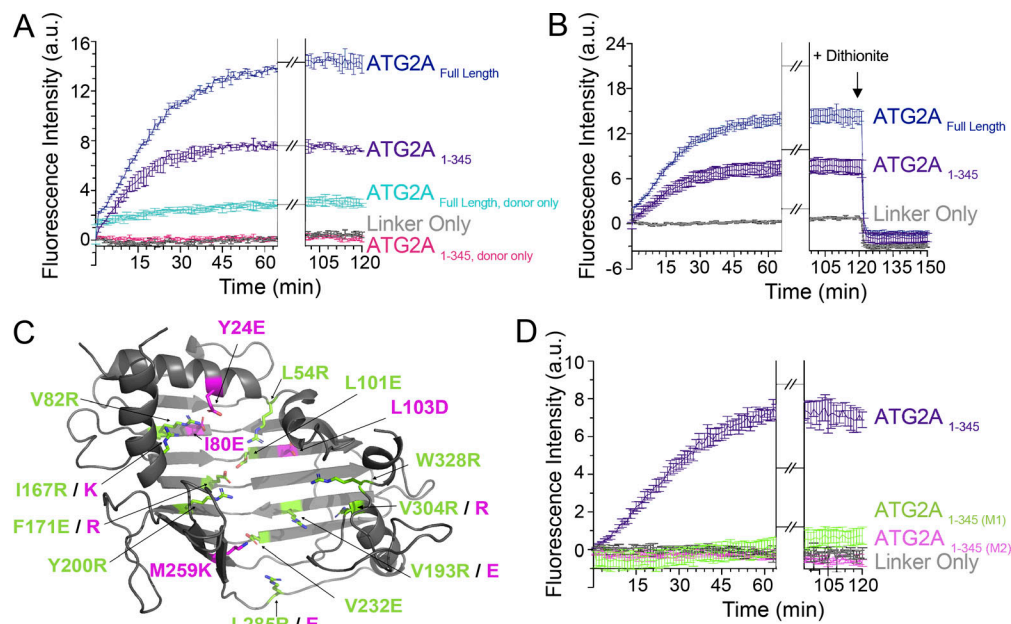 A
Fluorescence Intensity (a.u.)
16
12
8
4
0
15 30 45 60 105 120
Time (min)
//
//
ATG2A Full Length
ATG2A 1-345
ATG2A Full Length, donor only
Linker Only
ATG2A 1-345, donor only
B
Fluorescence Intensity (a.u.)
24
18
12
6
0
-6
15 30 45 60 105 120 135 150
Time (min)
//
//
//
+ Dithionite
ATG2A Full Length
ATG2A 1-345
Linker Only
C
Y24E
L54R
L101E
V82R
L103D
I80E
W328R
I167R / K
V304R / R
F171E / R
Y200R
M259K
V193R / E
V232E
L285R / E
D
Fluorescence Intensity (a.u.)
10
8
6
4
2
0
15 30 45 60 105 120
Time (min)
//
//
//
ATG2A 1-345
ATG2A 1-345 (M1)
ATG2A 1-345 (M2)
Linker Only